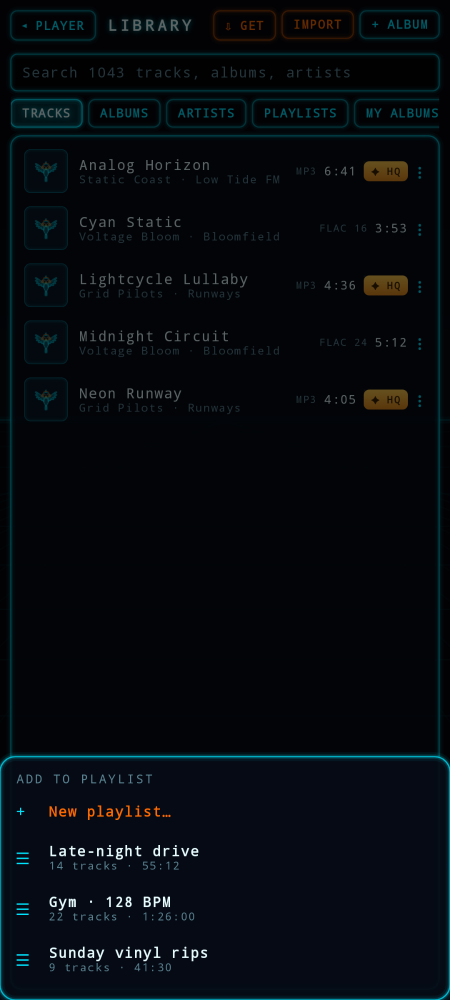 ◂ PLAYER LIBRARY ⇩ GET IMPORT + ALBUM
Search 1043 tracks, albums, artists
TRACKS ALBUMS ARTISTS PLAYLISTS MY ALBUMS
Analog Horizon MP3 6:41 ✦ HQ
Static Coast · Low Tide FM
Cyan Static FLAC 16 3:53
Voltage Bloom · Bloomfield
Lightcycle Lullaby MP3 4:36 ✦ HQ
Grid Pilots · Runways
Midnight Circuit FLAC 24 5:12
Voltage Bloom · Bloomfield
Neon Runway MP3 4:05 ✦ HQ
Grid Pilots · Runways
ADD TO PLAYLIST
+ New playlist…
Late-night drive
14 tracks · 55:12
Gym · 128 BPM
22 tracks · 1:26:00
Sunday vinyl rips
9 tracks · 41:30